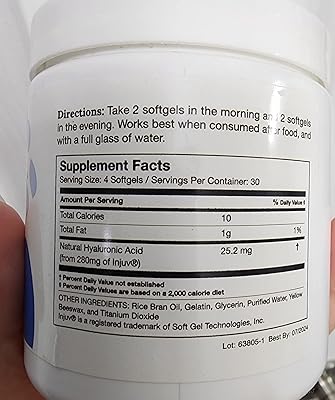 Directions: Take 2 softgels in the morning and 2 softgels
in the evening. Works best when consumed after food, and
with a full glass of water.
Supplement Facts
Serving Size: 4 Softgels / Servings Per Container: 30
Amount Per Serving % Daily Value ‡
Total Calories 10
Total Fat 1g 1%
Natural Hyaluronic Acid 25.2 mg †
(from 280mg of Injuv®)
† Percent Daily Value not established
‡ Percent Daily Values are based on a 2,000 calorie diet
OTHER INGREDIENTS: Rice Bran Oil, Gelatin, Glycerin, Purified Water, Yellow
Beeswax, and Titanium Dioxide
Injuv® is a registered trademark of Soft Gel Technologies, Inc.
Lot: 63805-1 Best By: 07/2024